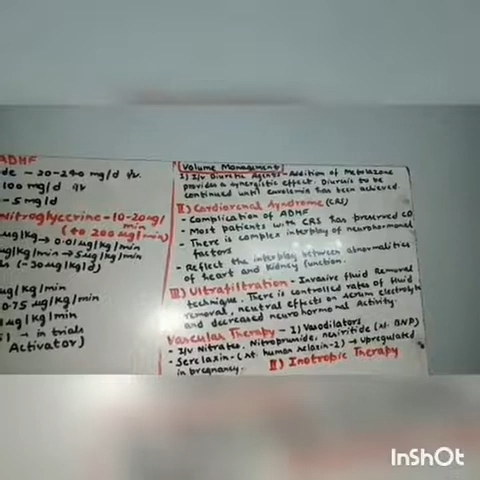 ADHF
de - 20-240 mg/d iv.
100 mg/d iv
-5 mg/d
Nitroglycerine - 10-20 ug/min
(to 200 ug/min)
ug/kg → 0.01 ug/kg/min
ug/kg/min → 5 ug/kg/min
(-30 ug/kg/d)
ug/kg/min
0.75 ug/kg/min
ug/kg/min
→ in trials
Activator)
Volume Management
I) I/v Diuretic Agents - Addition of Metolazone
provides a synergistic effect. Diuresis to be
continued until euvolemia has been achieved.
II) Cardiorenal Syndrome (CRS)
- Complication of ADHF
- Most patients with CRS has preserved CO
- There is complex interplay of neurohormonal
factors
- Reflect the interplay between abnormalities
of heart and kidney function.
III) Ultrafiltration - Invasive fluid Removal
technique. There is controlled rates of fluid
removal, neutral effects on serum electrolyte
and decreased neurohormonal Activity.
Vascular Therapy - I) Vasodilators
- I/v Nitrates, Nitroprusside, nesiritide (At. BNP)
- Serelaxin - (At human relaxin-2) → upregulated
in pregnancy.
II) Inotropic Therapy
InShOt